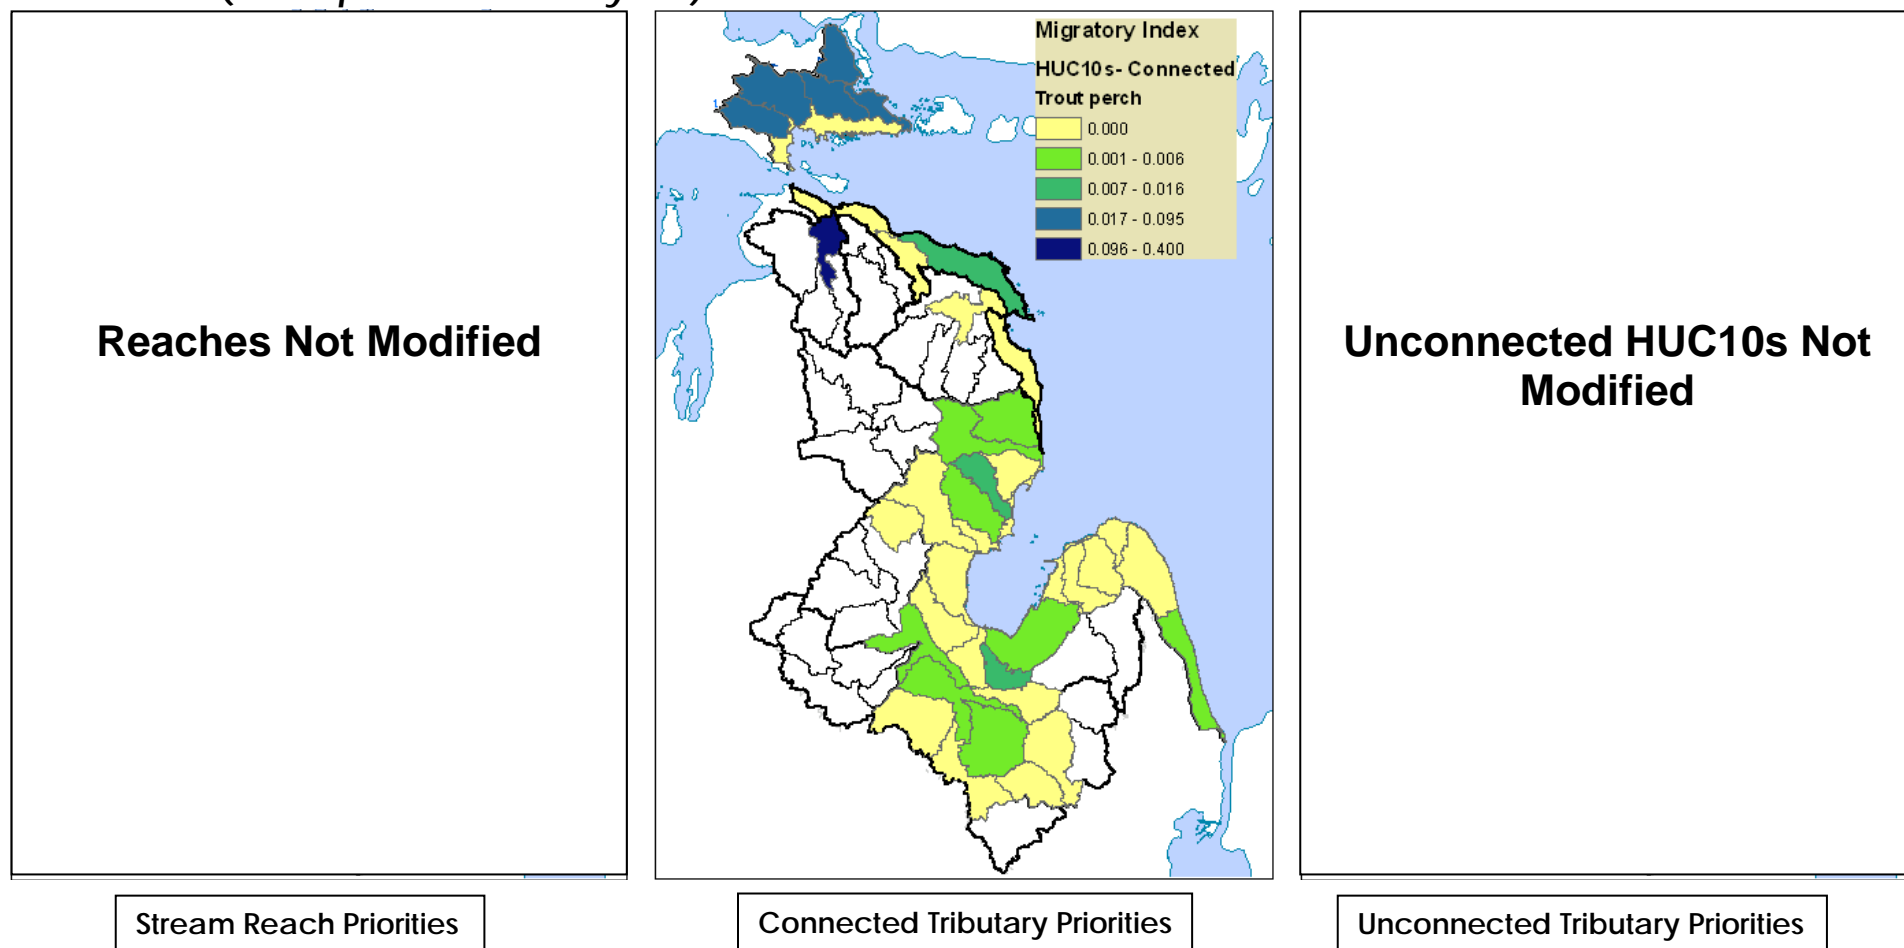 Reaches Not Modified
Migratory Index
HUC10s- Connected
Trout perch
0.000
0.001 - 0.006
0.007 - 0.016
0.017 - 0.095
0.096 - 0.400
Unconnected HUC10s Not
Modified
Stream Reach Priorities
Connected Tributary Priorities
Unconnected Tributary Priorities